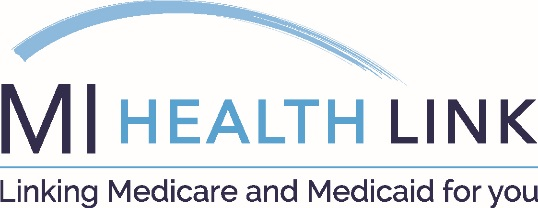 MI HEALTH LINK
Linking Medicare and Medicaid for you